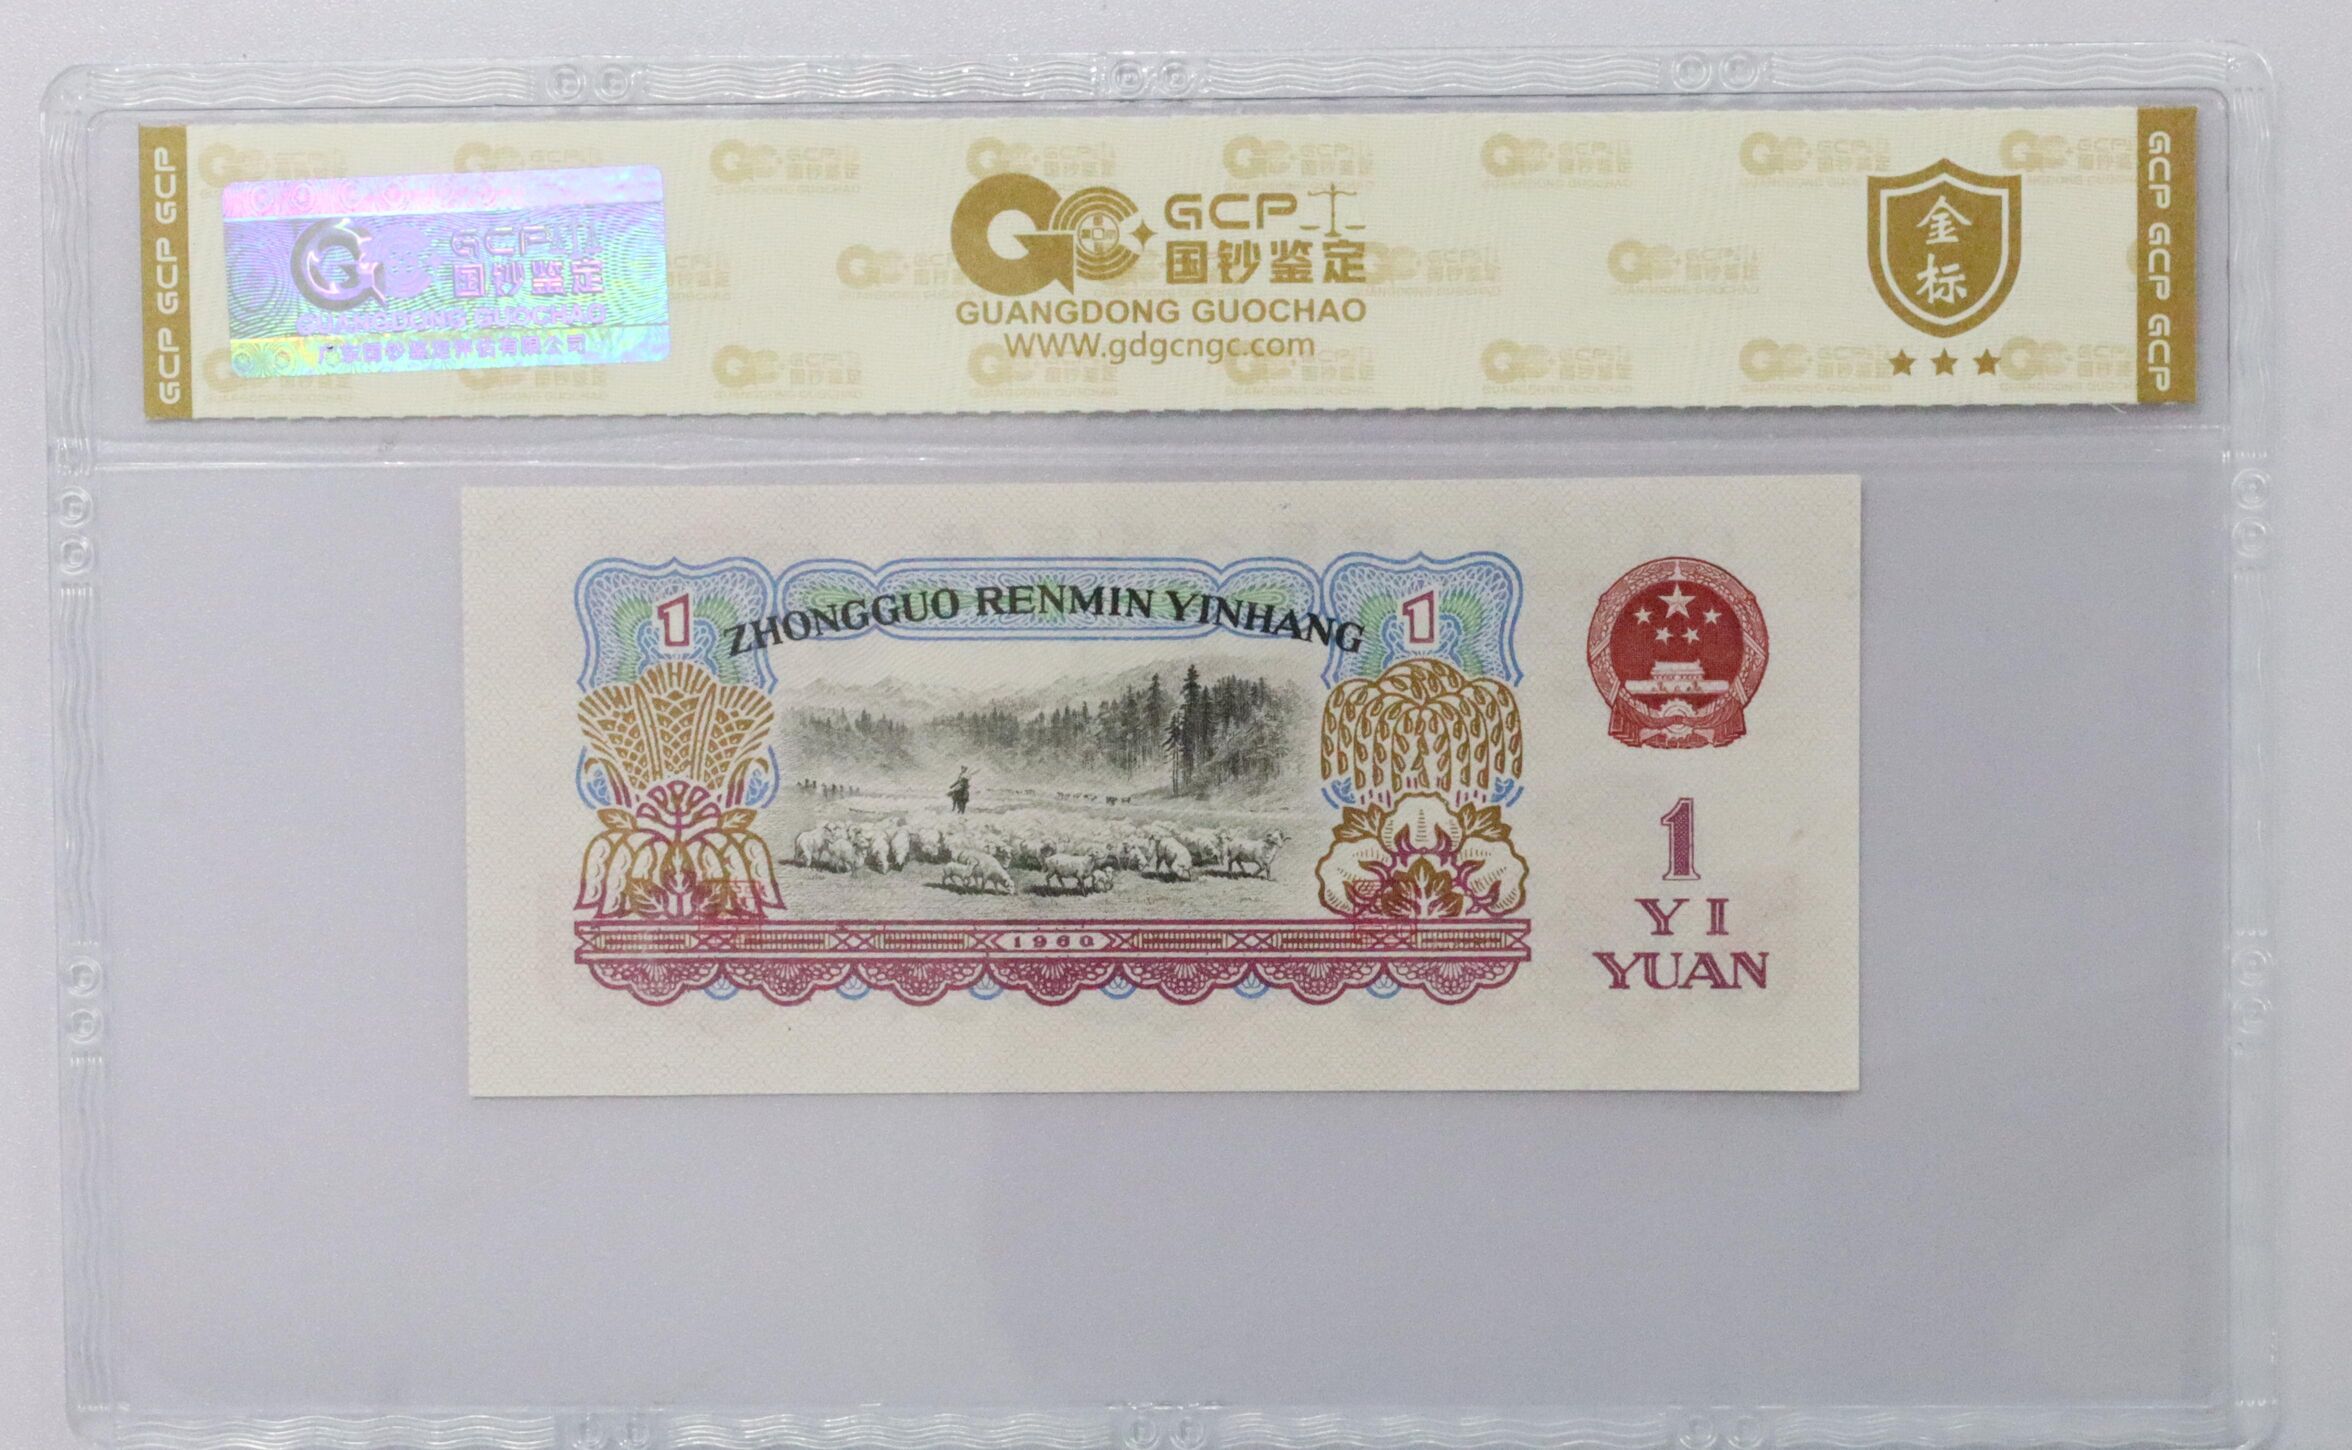 GCP GCP GCP
GCP
国钞鉴定
GUANGDONG GUOCHAO
广东国钞鉴定评估有限公司
GCP
国钞鉴定
GUANGDONG GUOCHAO
www.gdgcngc.com
金
标
GCP GCP GCP
1
ZHONGGUO RENMIN YINHANG
1
1960
1
YI
YUAN